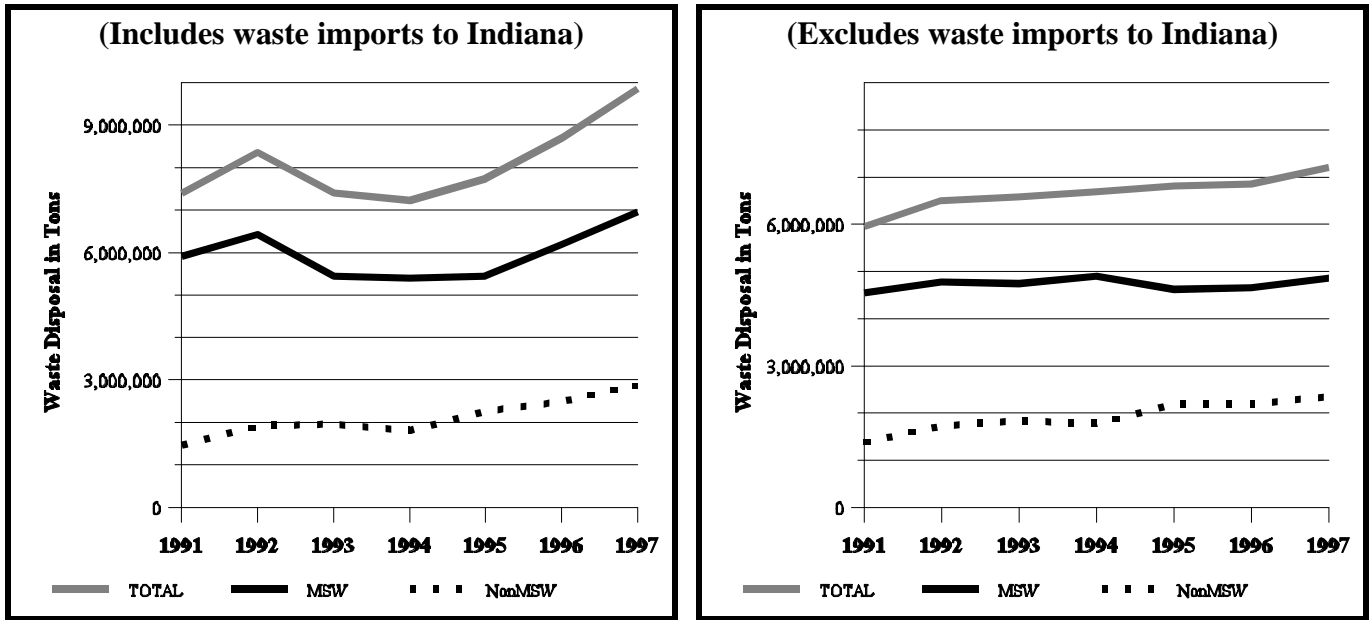 (Includes waste imports to Indiana)
Waste Disposal in Tons
9,000,000
6,000,000
3,000,000
0
1991 1992 1993 1994 1995 1996 1997
TOTAL MSW NonMSW
(Excludes waste imports to Indiana)
Waste Disposal in Tons
6,000,000
3,000,000
0
1991 1992 1993 1994 1995 1996 1997
TOTAL MSW NonMSW